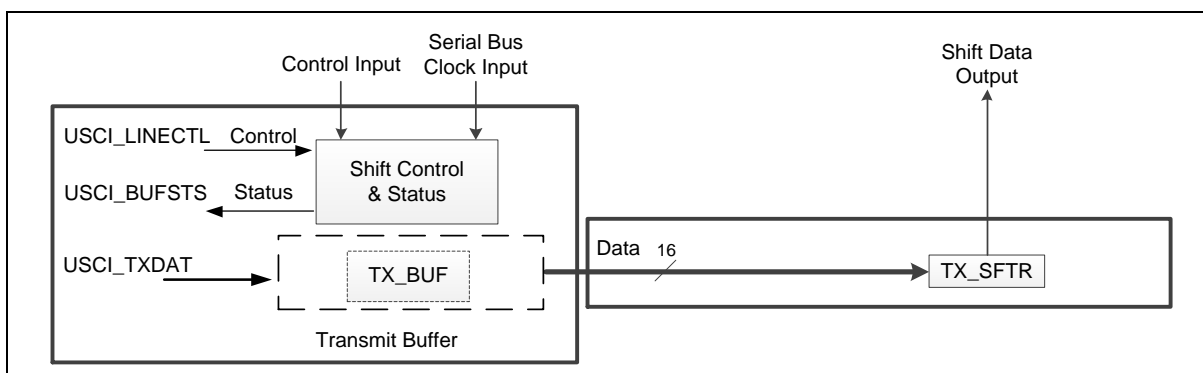 Control Input
Serial Bus
Clock Input
Shift Data
Output
USCI_LINECTL Control
Shift Control
& Status
USCI_BUFSTS Status
USCI_TXDAT
TX_BUF
Data 16
TX_SFTR
Transmit Buffer